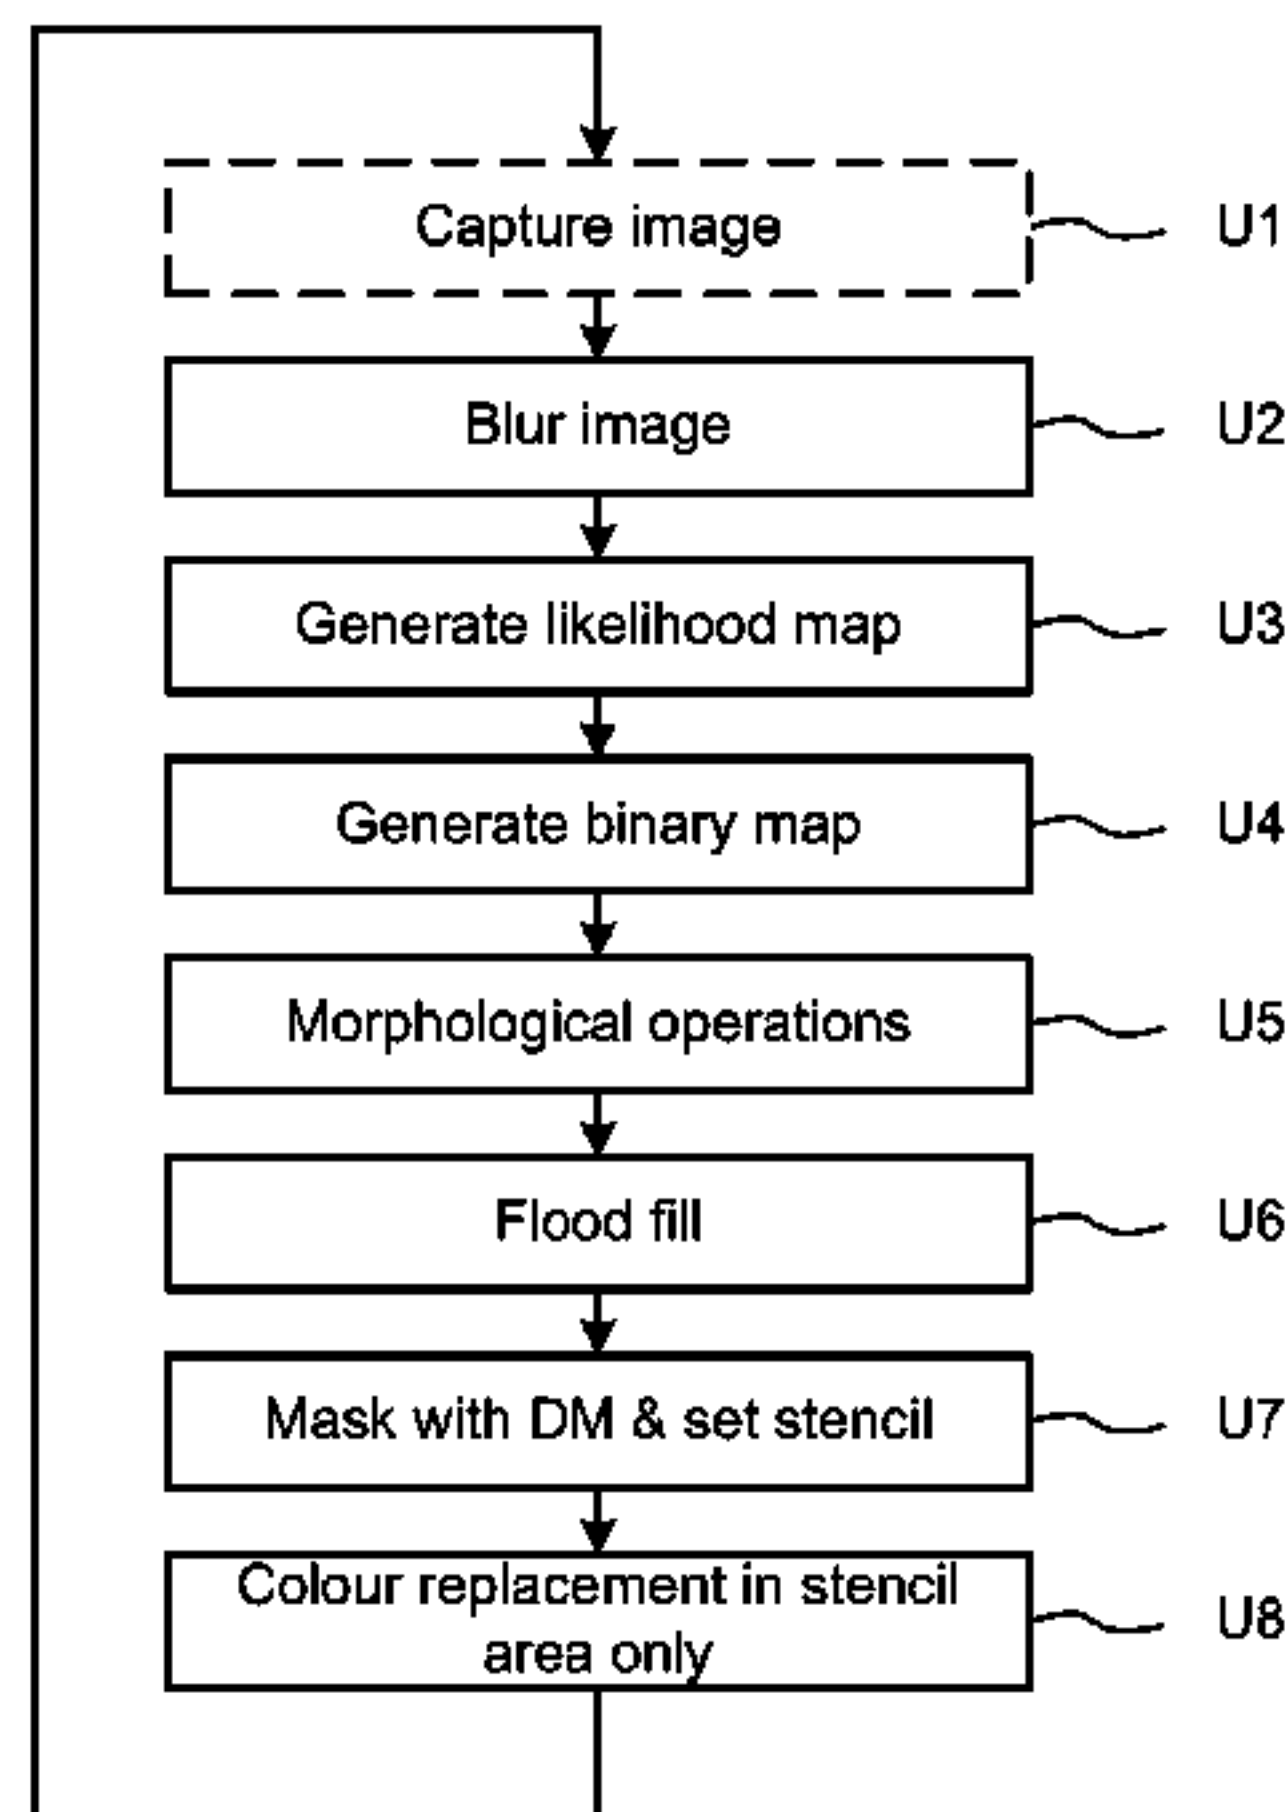 Capture image U1
Blur image U2
Generate likelihood map U3
Generate binary map U4
Morphological operations U5
Flood fill U6
Mask with DM & set stencil U7
Colour replacement in stencil
area only U8